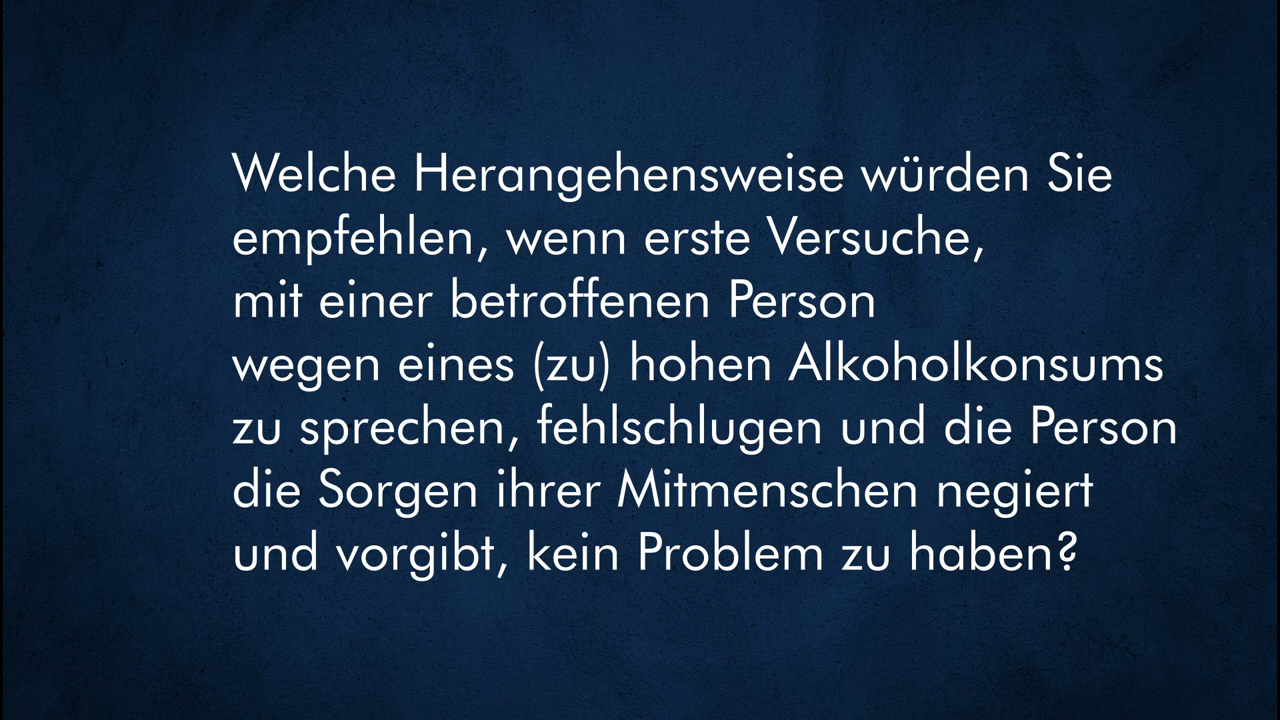 Welche Herangehensweise würden Sie
empfehlen, wenn erste Versuche,
mit einer betroffenen Person
wegen eines (zu) hohen Alkoholkonsums
zu sprechen, fehlschlugen und die Person
die Sorgen ihrer Mitmenschen negiert
und vorgibt, kein Problem zu haben?